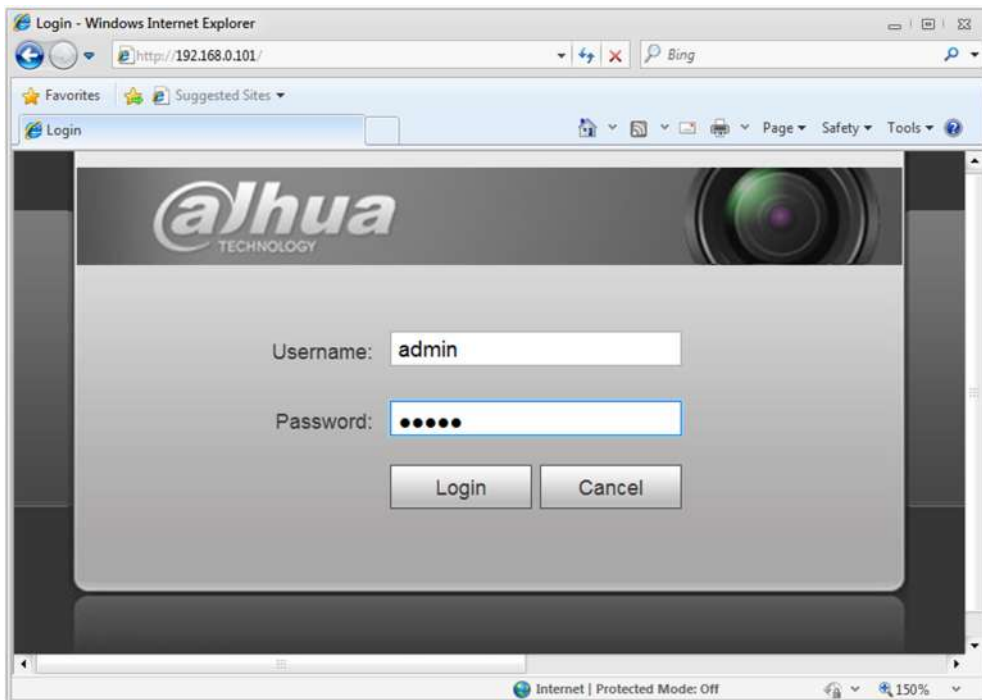 Login - Windows Internet Explorer
http://192.168.0.101/
Bing
Favorites Suggested Sites
Login Page Safety Tools
alhua
TECHNOLOGY
Username: admin
Password: •••••
Login Cancel
Internet | Protected Mode: Off 150%